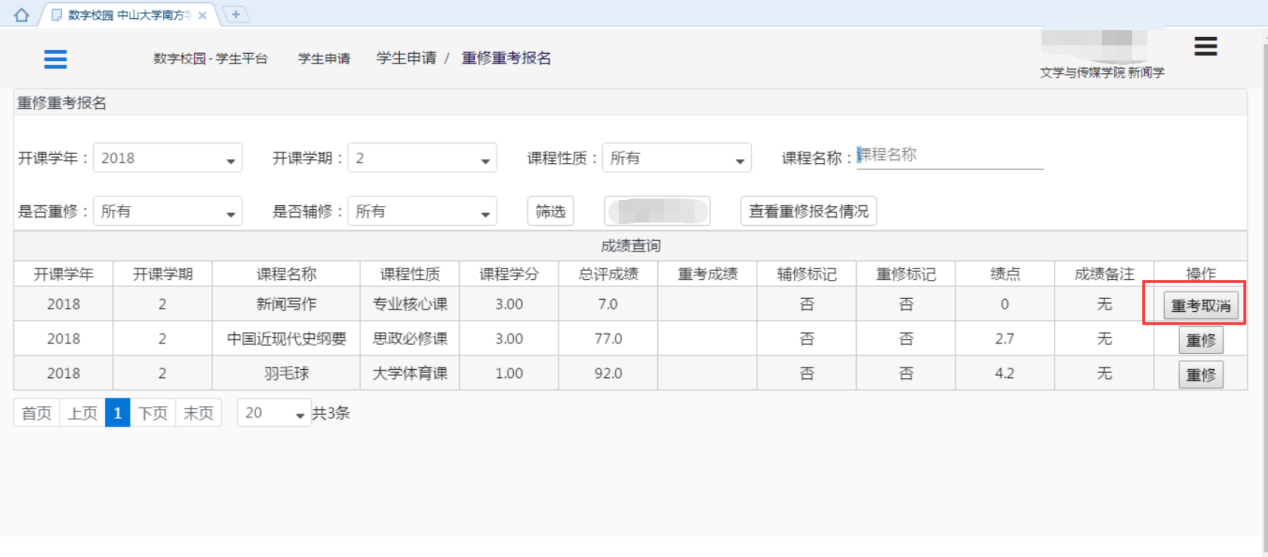 数字校园 中山大学南方学
数字校园 - 学生平台 学生申请 学生申请 / 重修重考报名
文学与传媒学院 新闻学
重修重考报名
开课学年： 2018 开课学期： 2 课程性质： 所有 课程名称： 课程名称
是否重修： 所有 是否辅修： 所有 筛选 查看重修报名情况
成绩查询
开课学年 开课学期 课程名称 课程性质 课程学分 总评成绩 重考成绩 辅修标记 重修标记 绩点 成绩备注 操作
2018 2 新闻写作 专业核心课 3.00 7.0 否 否 0 无 重考取消
2018 2 中国近现代史纲要 思政必修课 3.00 77.0 否 否 2.7 无 重修
2018 2 羽毛球 大学体育课 1.00 92.0 否 否 4.2 无 重修
首页 上页 1 下页 末页 20 共3条